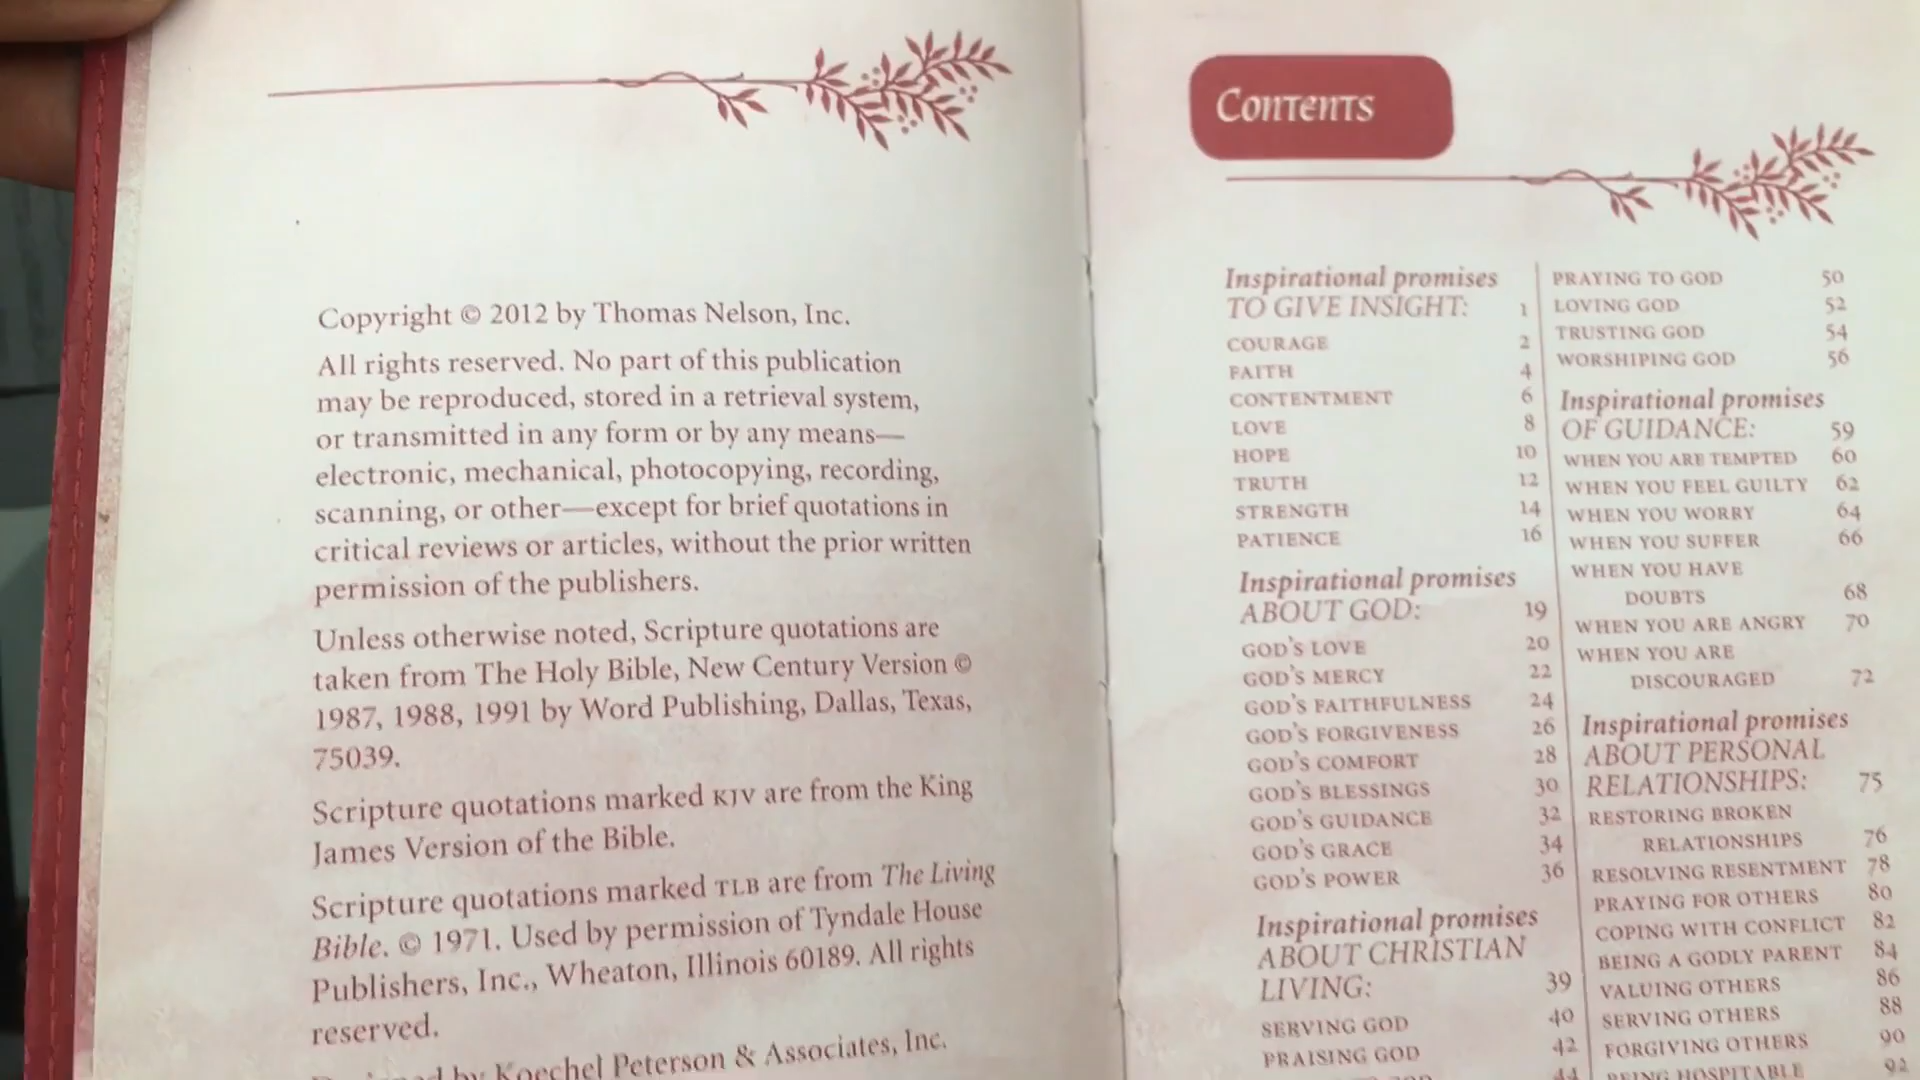 Copyright © 2012 by Thomas Nelson, Inc.
All rights reserved. No part of this publication
may be reproduced, stored in a retrieval system,
or transmitted in any form or by any means—
electronic, mechanical, photocopying, recording,
scanning, or other—except for brief quotations in
critical reviews or articles, without the prior written
permission of the publishers.
Unless otherwise noted, Scripture quotations are
taken from The Holy Bible, New Century Version ©
1987, 1988, 1991 by Word Publishing, Dallas, Texas,
75039.
Scripture quotations marked KJV are from the King
James Version of the Bible.
Scripture quotations marked TLB are from The Living
Bible. © 1971. Used by permission of Tyndale House
Publishers, Inc., Wheaton, Illinois 60189. All rights
reserved.
Designed by Koechel Peterson & Associates, Inc.
Contents
Inspirational promises
TO GIVE INSIGHT: 1
COURAGE 2
FAITH 4
CONTENTMENT 6
LOVE 8
HOPE 10
TRUTH 12
STRENGTH 14
PATIENCE 16
Inspirational promises
ABOUT GOD: 19
GOD'S LOVE 20
GOD'S MERCY 22
GOD'S FAITHFULNESS 24
GOD'S FORGIVENESS 26
GOD'S COMFORT 28
GOD'S BLESSINGS 30
GOD'S GUIDANCE 32
GOD'S GRACE 34
GOD'S POWER 36
Inspirational promises
ABOUT CHRISTIAN
LIVING: 39
SERVING GOD 40
PRAISING GOD 42
GOD 44
PRAYING TO GOD 50
LOVING GOD 52
TRUSTING GOD 54
WORSHIPING GOD 56
Inspirational promises
OF GUIDANCE: 59
WHEN YOU ARE TEMPTED 60
WHEN YOU FEEL GUILTY 62
WHEN YOU WORRY 64
WHEN YOU SUFFER 66
WHEN YOU HAVE
DOUBTS 68
WHEN YOU ARE ANGRY 70
WHEN YOU ARE
DISCOURAGED 72
Inspirational promises
ABOUT PERSONAL
RELATIONSHIPS: 75
RESTORING BROKEN
RELATIONSHIPS 76
RESOLVING RESENTMENT 78
PRAYING FOR OTHERS 80
COPING WITH CONFLICT 82
BEING A GODLY PARENT 84
VALUING OTHERS 86
SERVING OTHERS 88
FORGIVING OTHERS 90
BEING HOSPITABLE 92